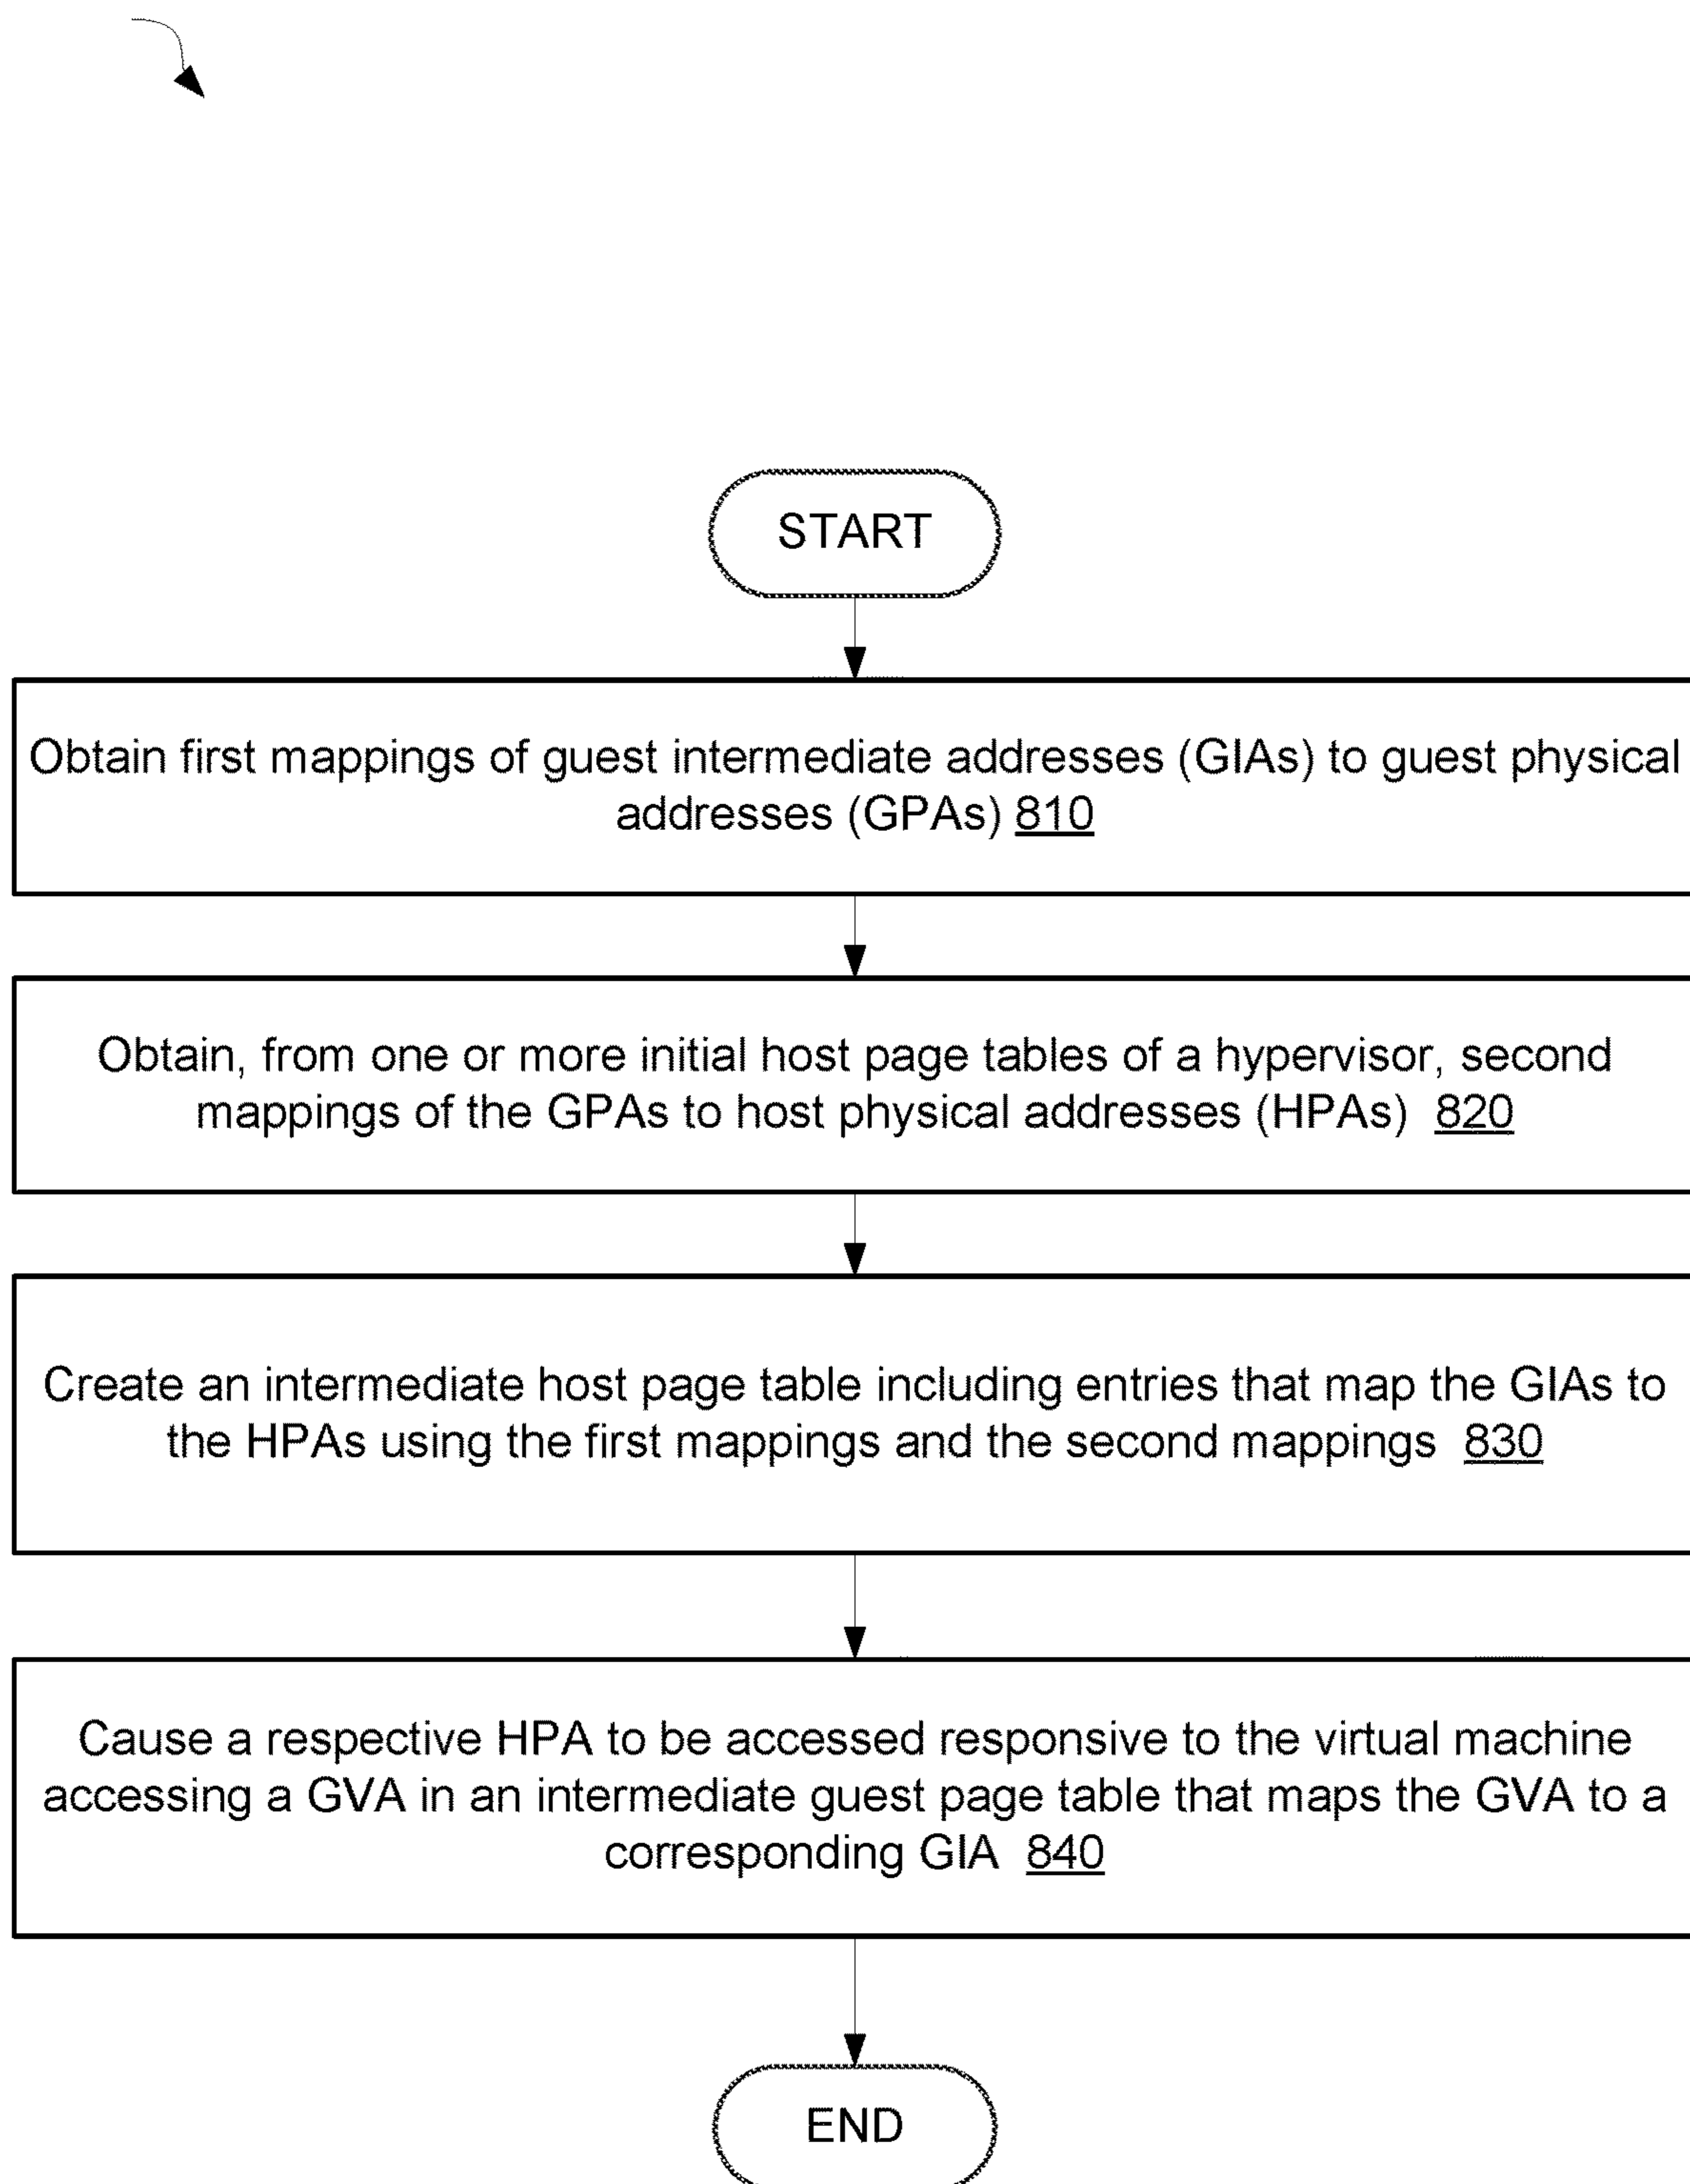 START
Obtain first mappings of guest intermediate addresses (GIAs) to guest physical
addresses (GPAs) 810
Obtain, from one or more initial host page tables of a hypervisor, second
mappings of the GPAs to host physical addresses (HPAs) 820
Create an intermediate host page table including entries that map the GIAs to
the HPAs using the first mappings and the second mappings 830
Cause a respective HPA to be accessed responsive to the virtual machine
accessing a GVA in an intermediate guest page table that maps the GVA to a
corresponding GIA 840
END